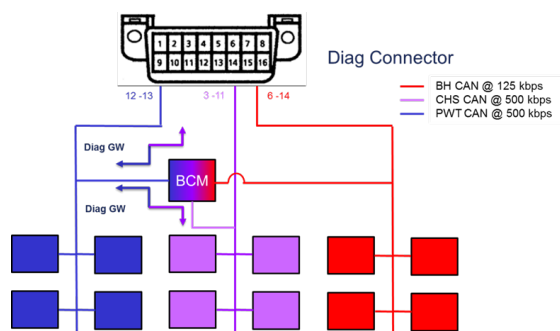 1 2 3 4 5 6 7 8
9 10 11 12 13 14 15 16
Diag Connector
12 -13
3 -11
6 -14
BH CAN @ 125 kbps
CHS CAN @ 500 kbps
PWT CAN @ 500 kbps
Diag GW
BCM
Diag GW